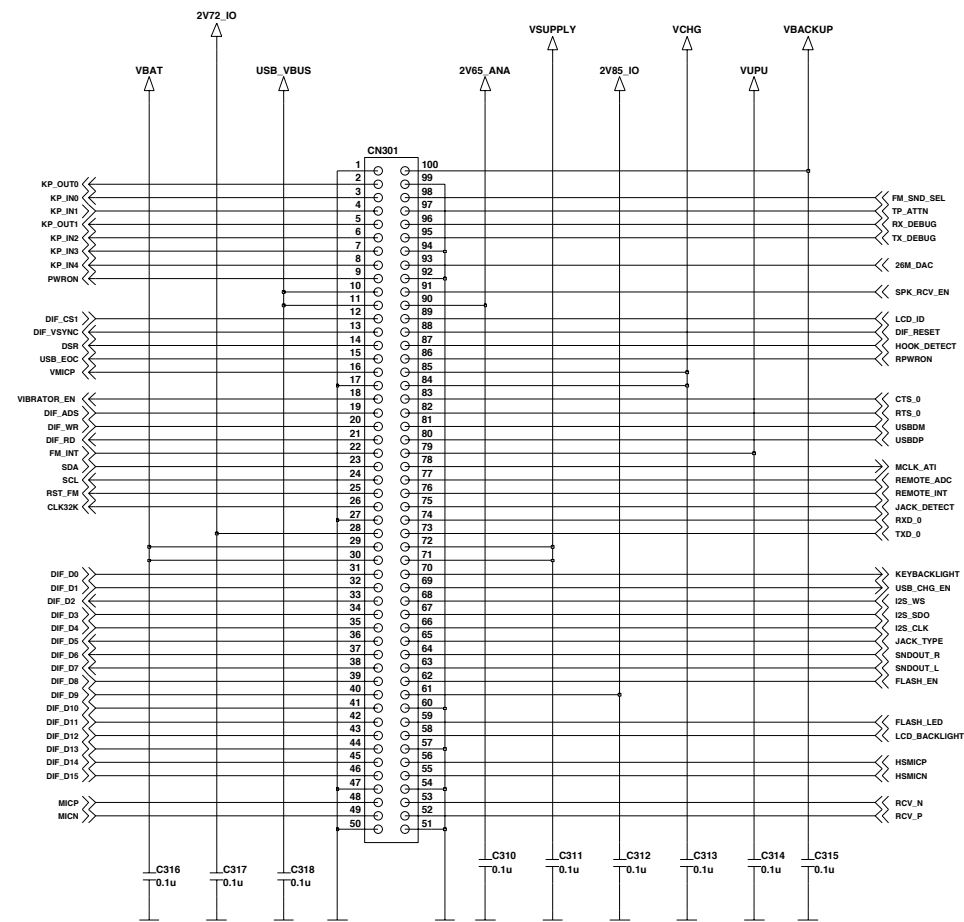 2V72_IO
VSUPPLY
VCHG
VBACKUP
VBAT
USB_VBUS
2V65_ANA
2V85_IO
VUPU
CN301
1 100
KP_OUT0 2 99
KP_IN0 3 98 FM_SND_SEL
KP_IN1 4 97 TP_ATTN
KP_OUT1 5 96 RX_DEBUG
KP_IN2 6 95 TX_DEBUG
KP_IN3 7 94
KP_IN4 8 93 26M_DAC
PWRON 9 92
10 91 SPK_RCV_EN
11 90
DIF_CS1 12 89 LCD_ID
DIF_VSYNC 13 88 DIF_RESET
DSR 14 87 HOOK_DETECT
USB_EOC 15 86 RPWRON
VMICP 16 85
17 84
VIBRATOR_EN 18 83 CTS_0
DIF_ADS 19 82 RTS_0
DIF_WR 20 81 USBDM
DIF_RD 21 80 USBDP
FM_INT 22 79
SDA 23 78 MCLK_ATI
SCL 24 77 REMOTE_ADC
RST_FM 25 76 REMOTE_INT
CLK32K 26 75 JACK_DETECT
27 74 RXD_0
28 73 TXD_0
29 72
30 71
DIF_D0 31 70 KEYBACKLIGHT
DIF_D1 32 69 USB_CHG_EN
DIF_D2 33 68 I2S_WS
DIF_D3 34 67 I2S_SDO
DIF_D4 35 66 I2S_CLK
DIF_D5 36 65 JACK_TYPE
DIF_D6 37 64 SNDOUT_R
DIF_D7 38 63 SNDOUT_L
DIF_D8 39 62 FLASH_EN
DIF_D9 40 61
DIF_D10 41 60
DIF_D11 42 59 FLASH_LED
DIF_D12 43 58 LCD_BACKLIGHT
DIF_D13 44 57
DIF_D14 45 56 HSMICP
DIF_D15 46 55 HSMICN
47 54
MICP 48 53 RCV_N
MICN 49 52 RCV_P
50 51
C310 C311 C312 C313 C314 C315
0.1u 0.1u 0.1u 0.1u 0.1u 0.1u
C316 C317 C318
0.1u 0.1u 0.1u